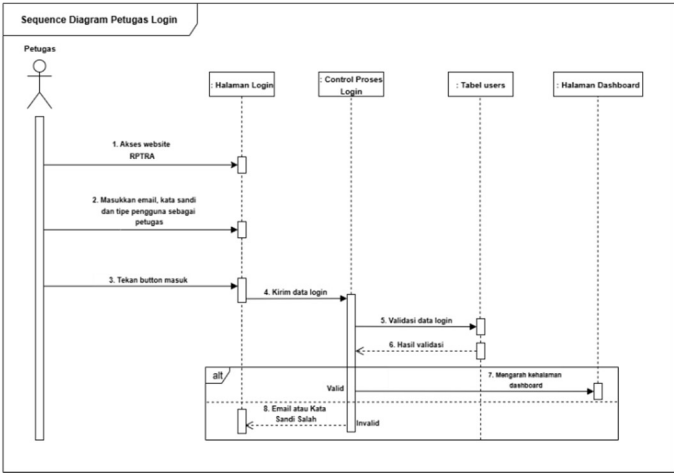 Sequence Diagram Petugas Login
Petugas
: Halaman Login
: Control Proses
Login
: Tabel users
: Halaman Dashboard
1. Akses website
RPTRA
2. Masukkan email, kata sandi
dan tipe pengguna sebagai
petugas
3. Tekan button masuk
4. Kirim data login
5. Validasi data login
6. Hasil validasi
alt
7. Mengarah kehalaman
dashboard
Valid
8. Email atau Kata
Sandi Salah
Invalid